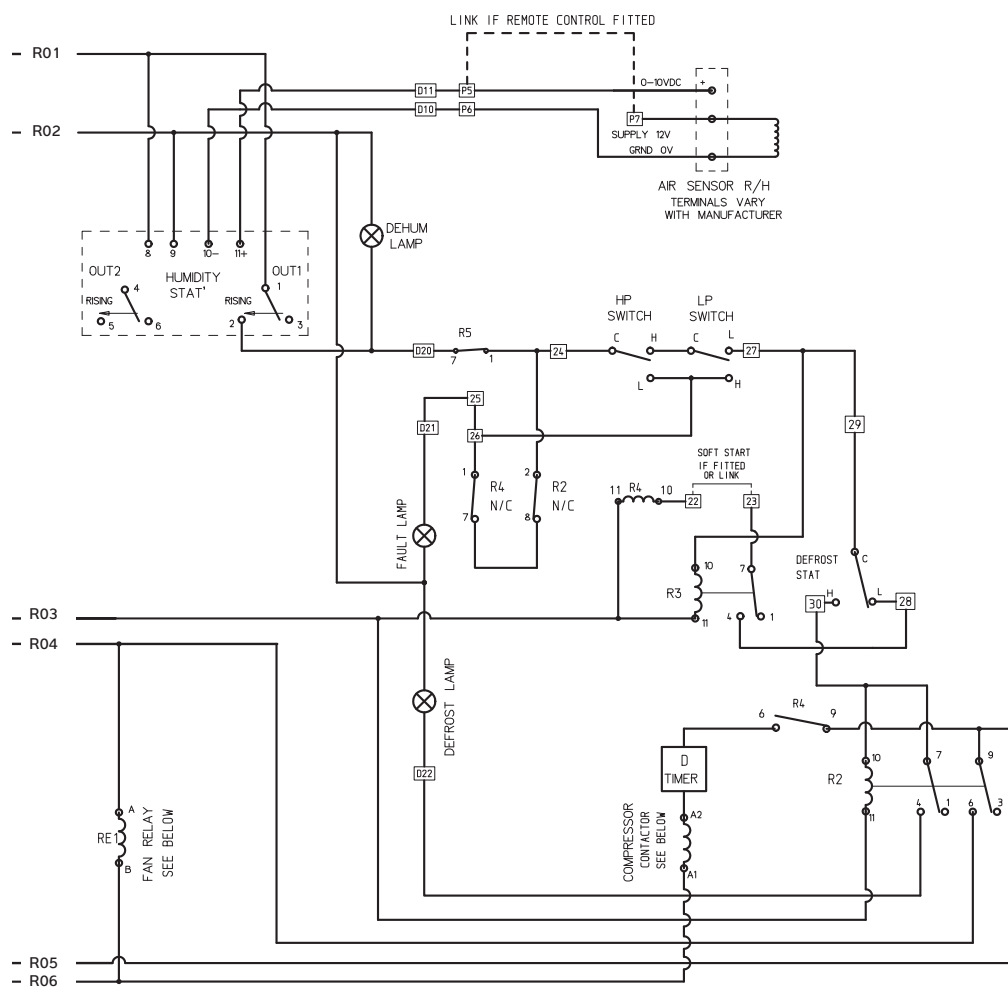 LINK IF REMOTE CONTROL FITTED
R01
0-10VDC
+
D11
P5
D10
P6
P7
R02
SUPPLY 12V
GRND 0V
AIR SENSOR R/H
TERMINALS VARY
WITH MANUFACTURER
DEHUM
LAMP
8
9
10-
11+
OUT2
HUMIDITY
STAT'
OUT1
4
1
RISING
RISING
5
6
2
3
HP
SWITCH
LP
SWITCH
R5
C
H
C
L
D20
7
1
24
27
L
H
25
D21
26
29
SOFT START
IF FITTED
OR LINK
1
R4
N/C
2
R2
N/C
11
R4
10
22
23
7
8
FAULT LAMP
DEFROST
STAT
C
10
7
R3
H
L
30
28
11
4
1
R03
R04
DEFROST LAMP
6
R4
9
D
TIMER
D22
10
7
9
R2
4
1
6
3
11
A
RE1
B
FAN RELAY
SEE BELOW
COMPRESSOR
CONTACTOR
SEE BELOW
A2
A1
R05
R06